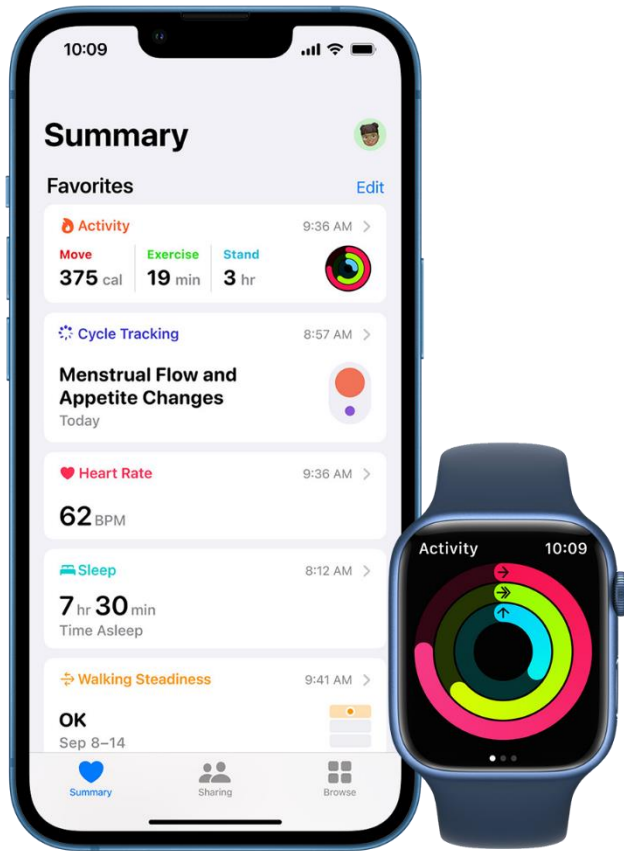 10:09
Summary
Favorites
Edit
Activity
9:36 AM
Move
Exercise
Stand
375 cal
19 min
3 hr
Cycle Tracking
8:57 AM
Menstrual Flow and
Appetite Changes
Today
Heart Rate
9:36 AM
62 BPM
Sleep
8:12 AM
7 hr 30 min
Time Asleep
Walking Steadiness
9:41 AM
OK
Sep 8–14
Summary
Sharing
Browse
Activity
10:09